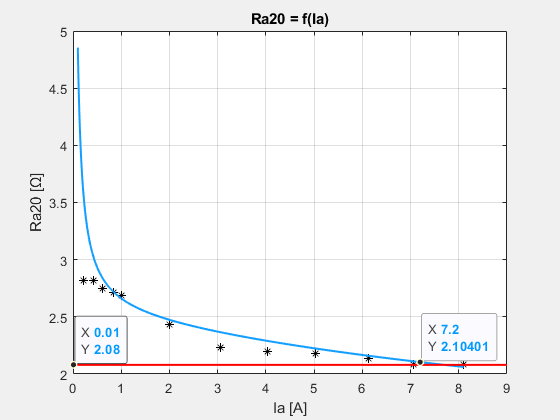 Ra20 = f(Ia)
Ra20 [Ω]
5
4.5
4
3.5
3
2.5
2
X 0.01
Y 2.08
X 7.2
Y 2.10401
0 1 2 3 4 5 6 7 8 9
Ia [A]